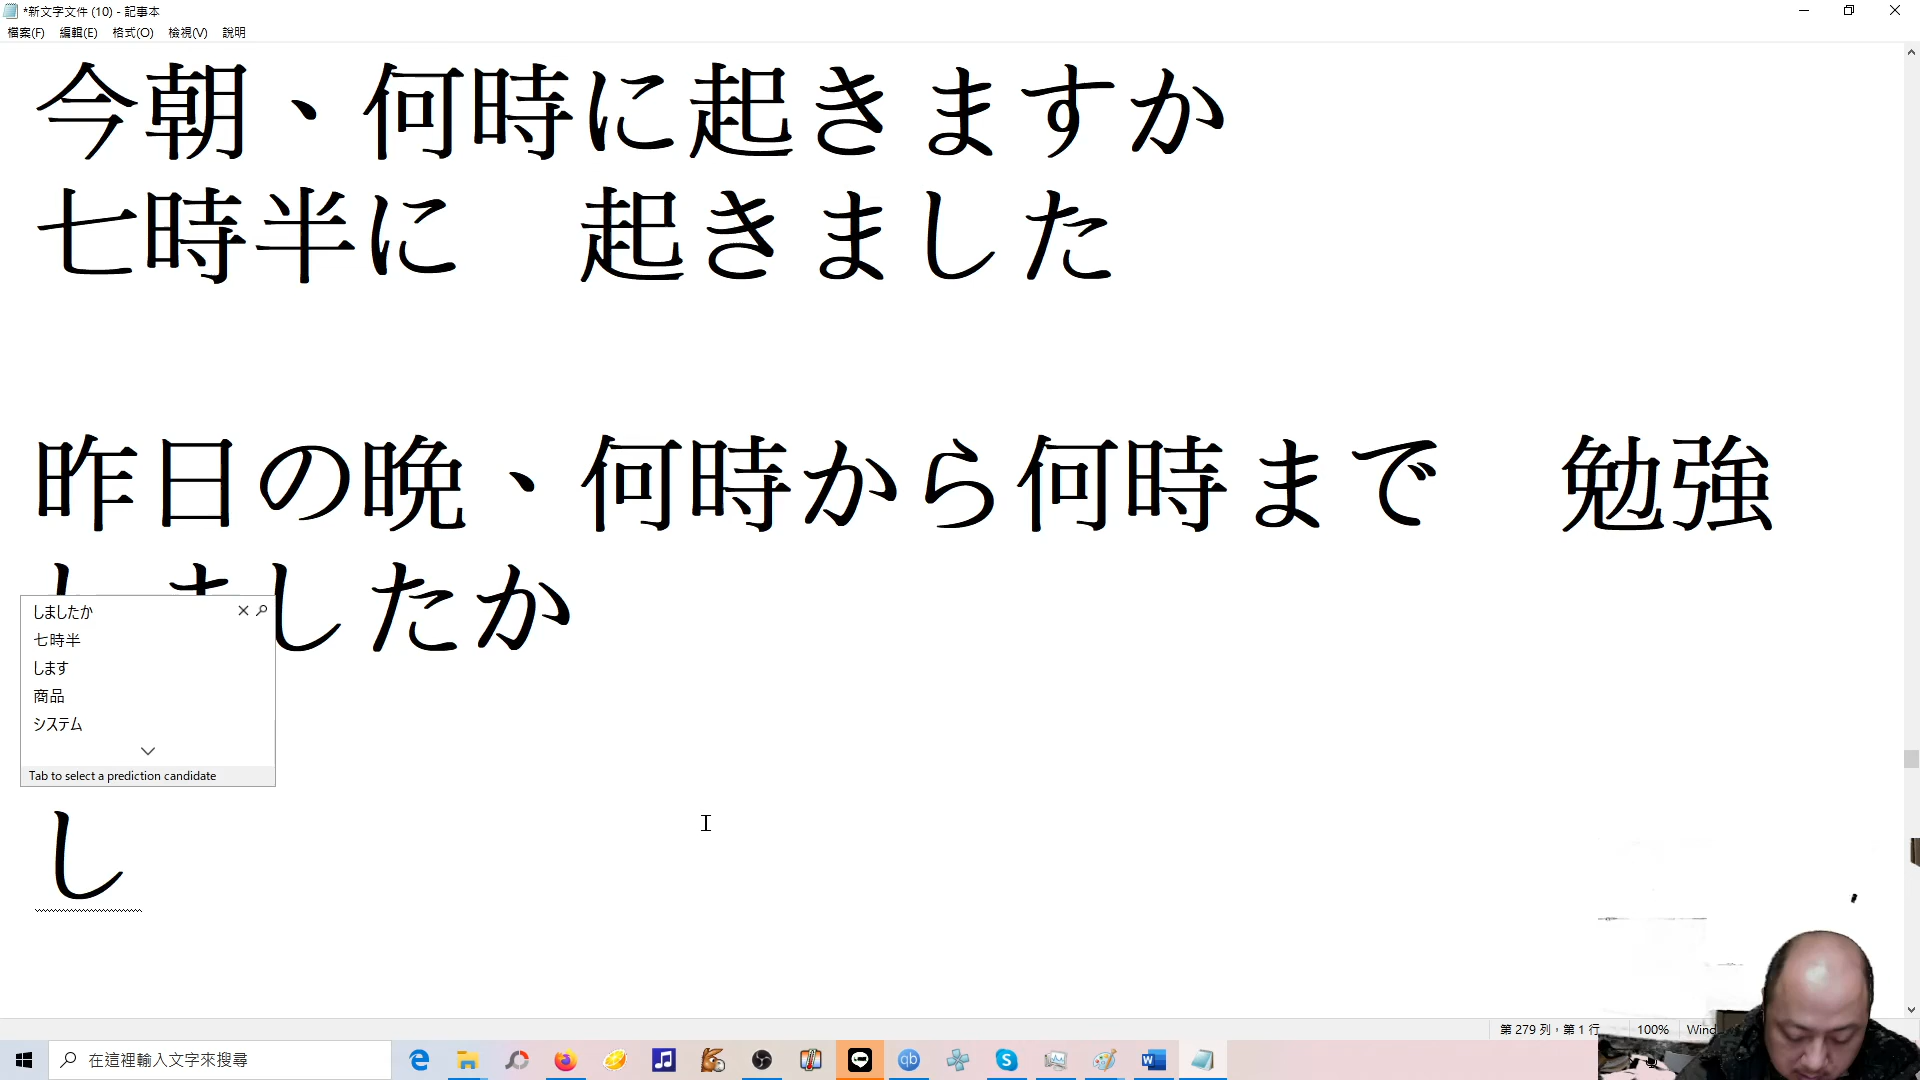 *新文字文件 (10) - 記事本
檔案(F) 編輯(E) 格式(O) 檢視(V) 說明
今朝、何時に起きますか
七時半に　起きました
昨日の晩、何時から何時まで　勉強
しましたか
しましたか
七時半
します
商品
システム
Tab to select a prediction candidate
し
第 279 列，第 1 行 100% Wind
在這裡輸入文字來搜尋